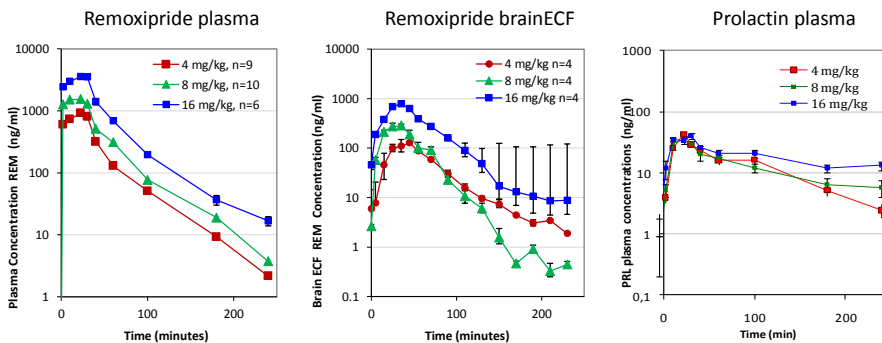 Remoxipride plasma
Plasma Concentration REM (ng/ml)
10000
1000
100
10
1
4 mg/kg, n=9
8 mg/kg, n=10
16 mg/kg, n=6
0
100
200
Time (minutes)
Remoxipride brainECF
Brain ECF REM Concentration (ng/ml)
10000
1000
100
10
1
0.1
4 mg/kg n=4
8 mg/kg n=4
16 mg/kg n=4
0
100
200
Time (minutes)
Prolactin plasma
PRL plasma concentrations (ng/ml)
1000
100
10
1
0,1
4 mg/kg
8 mg/kg
16 mg/kg
0
100
200
Time (min)